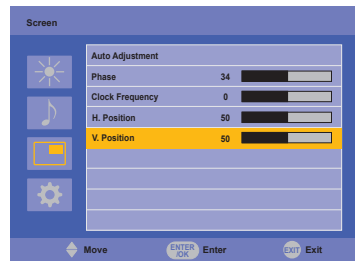 Screen
Auto Adjustment
Phase 34
Clock Frequency 0
H. Position 50
V. Position 50
Move ENTER /OK Enter EXIT Exit